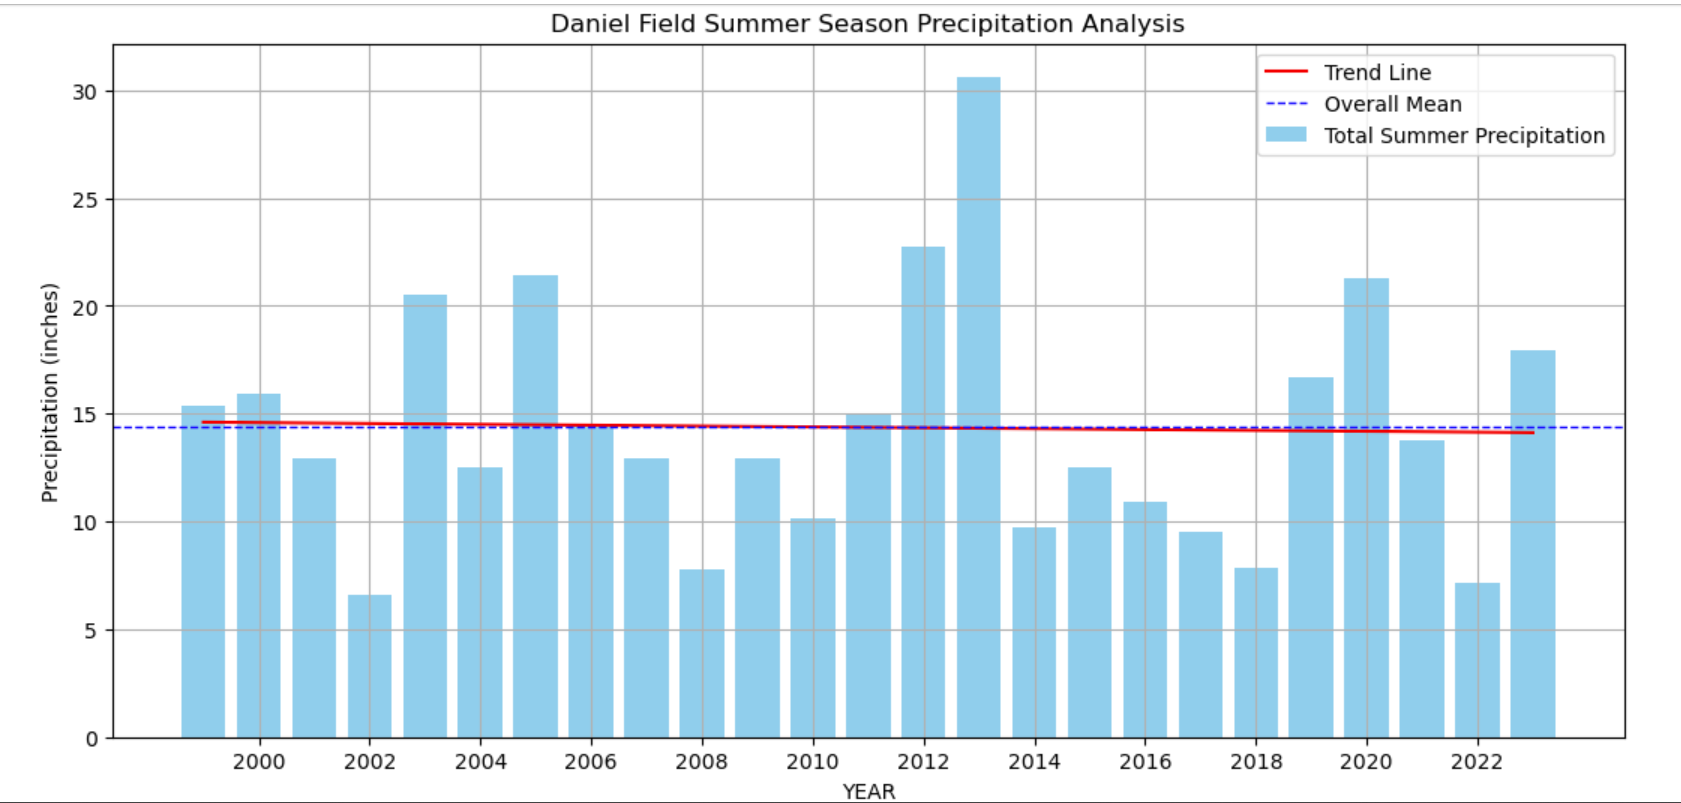 Daniel Field Summer Season Precipitation Analysis
Trend Line
Overall Mean
Total Summer Precipitation
Precipitation (inches)
30
25
20
15
10
5
0
2000 2002 2004 2006 2008 2010 2012 2014 2016 2018 2020 2022
YEAR